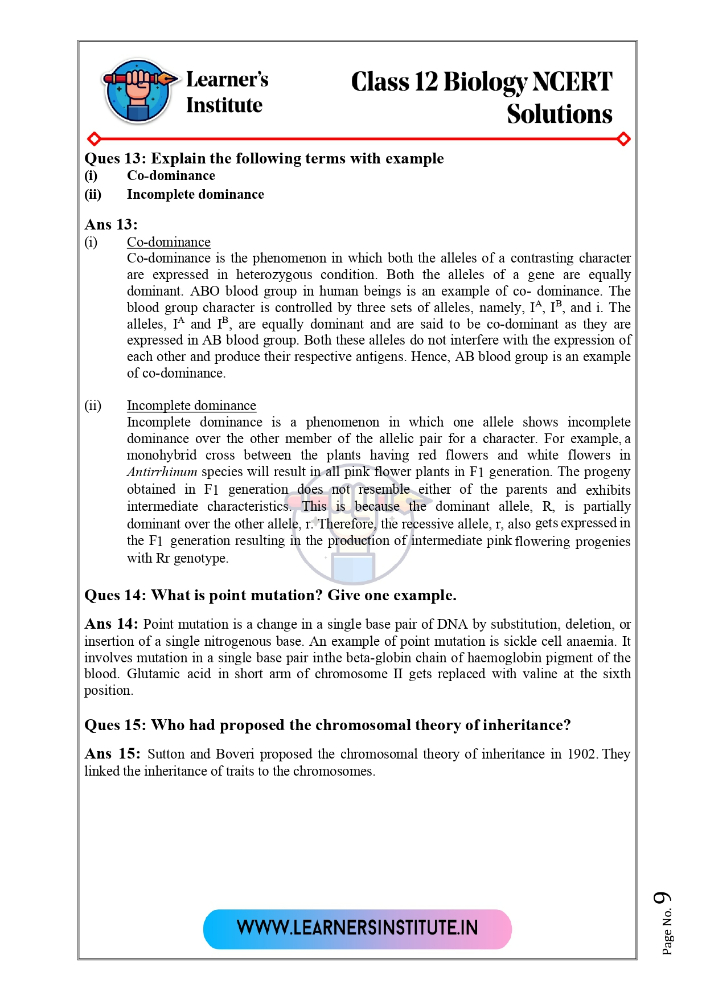 Learner's
Institute
Class 12 Biology NCERT
Solutions
Ques 13: Explain the following terms with example
(i) Co-dominance
(ii) Incomplete dominance
Ans 13:
(i) Co-dominance
Co-dominance is the phenomenon in which both the alleles of a contrasting character
are expressed in heterozygous condition. Both the alleles of a gene are equally
dominant. ABO blood group in human beings is an example of co- dominance. The
blood group character is controlled by three sets of alleles, namely, Iᴬ, Iᴮ, and i. The
alleles, Iᴬ and Iᴮ, are equally dominant and are said to be co-dominant as they are
expressed in AB blood group. Both these alleles do not interfere with the expression of
each other and produce their respective antigens. Hence, AB blood group is an example
of co-dominance.
(ii) Incomplete dominance
Incomplete dominance is a phenomenon in which one allele shows incomplete
dominance over the other member of the allelic pair for a character. For example, a
monohybrid cross between the plants having red flowers and white flowers in
Antirrhinum species will result in all pink flower plants in F1 generation. The progeny
obtained in F1 generation does not resemble either of the parents and exhibits
intermediate characteristics. This is because the dominant allele, R, is partially
dominant over the other allele, r. Therefore, the recessive allele, r, also gets expressed in
the F1 generation resulting in the production of intermediate pink flowering progenies
with Rr genotype.
Ques 14: What is point mutation? Give one example.
Ans 14: Point mutation is a change in a single base pair of DNA by substitution, deletion, or
insertion of a single nitrogenous base. An example of point mutation is sickle cell anaemia. It
involves mutation in a single base pair inthe beta-globin chain of haemoglobin pigment of the
blood. Glutamic acid in short arm of chromosome II gets replaced with valine at the sixth
position.
Ques 15: Who had proposed the chromosomal theory of inheritance?
Ans 15: Sutton and Boveri proposed the chromosomal theory of inheritance in 1902. They
linked the inheritance of traits to the chromosomes.
WWW.LEARNERSINSTITUTE.IN
Page No. 9